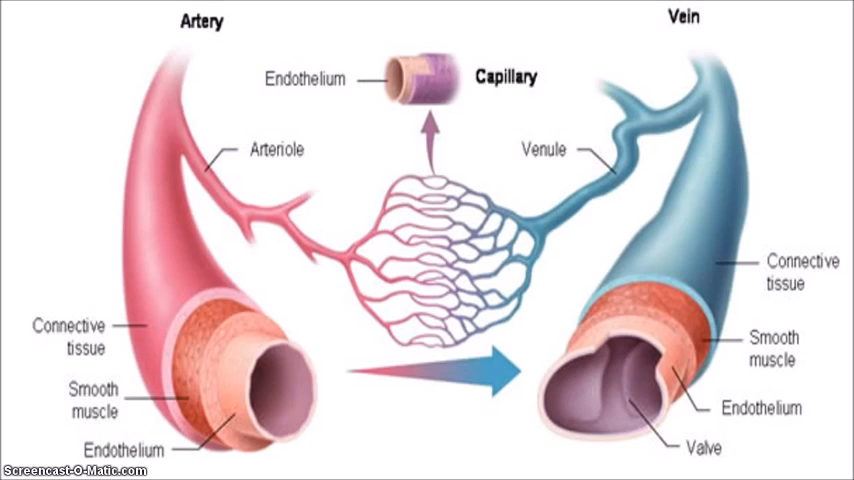 Artery
Vein
Endothelium
Capillary
Arteriole
Venule
Connective
tissue
Smooth
muscle
Endothelium
Connective
tissue
Smooth
muscle
Endothelium
Valve
Screencast-O-Matic.com